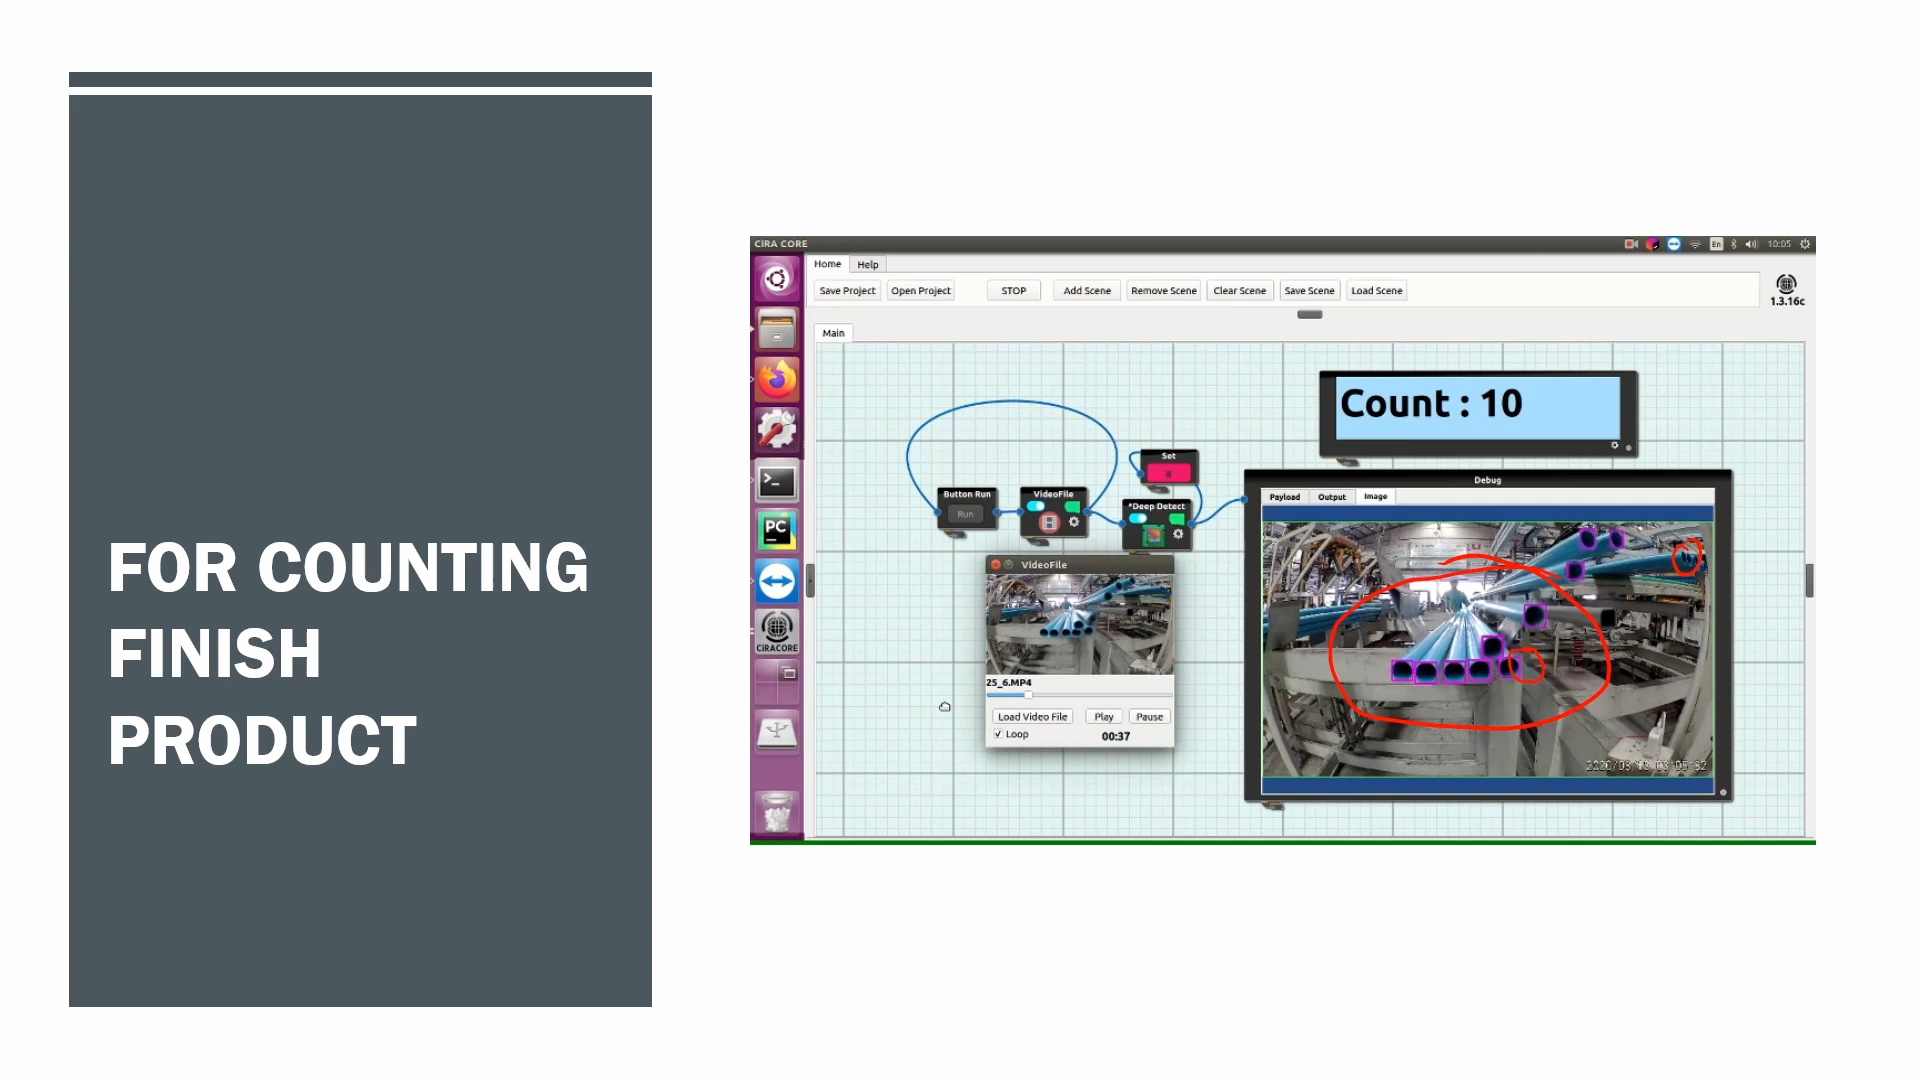 FOR COUNTING
FINISH
PRODUCT
CiRA CORE
En
10:05
Home
Help
Save Project
Open Project
STOP
Add Scene
Remove Scene
Clear Scene
Save Scene
Load Scene
1.3.16c
Main
Count : 10
Set
a
Button Run
Run
VideoFile
*Deep Detect
Debug
Payload
Output
Image
PC
CiRACORE
VideoFile
25_6.MP4
Load Video File
Play
Pause
Loop
00:37